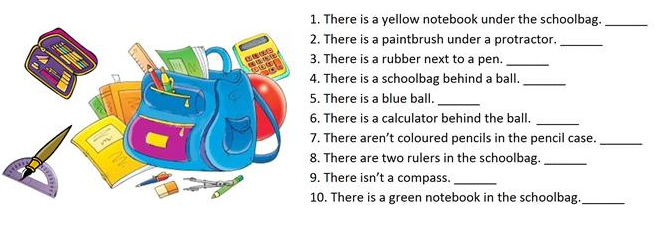 1. There is a yellow notebook under the schoolbag. ______
2. There is a paintbrush under a protractor. ______
3. There is a rubber next to a pen. ______
4. There is a schoolbag behind a ball. ______
5. There is a blue ball. ______
6. There is a calculator behind the ball. ______
7. There aren't coloured pencils in the pencil case. ______
8. There are two rulers in the schoolbag. ______
9. There isn't a compass. ______
10. There is a green notebook in the schoolbag.______